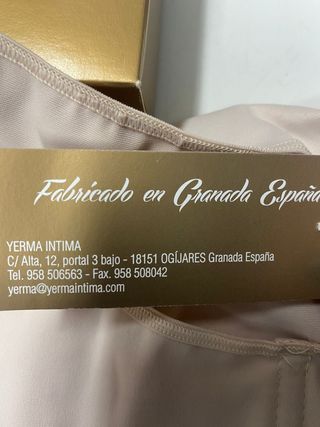 Fabricado en Granada España
YERMA INTIMA
C/ Alta, 12, portal 3 bajo - 18151 OGÍJARES Granada España
Tel. 958 506563 - Fax. 958 508042
yerma@yermaintima.com